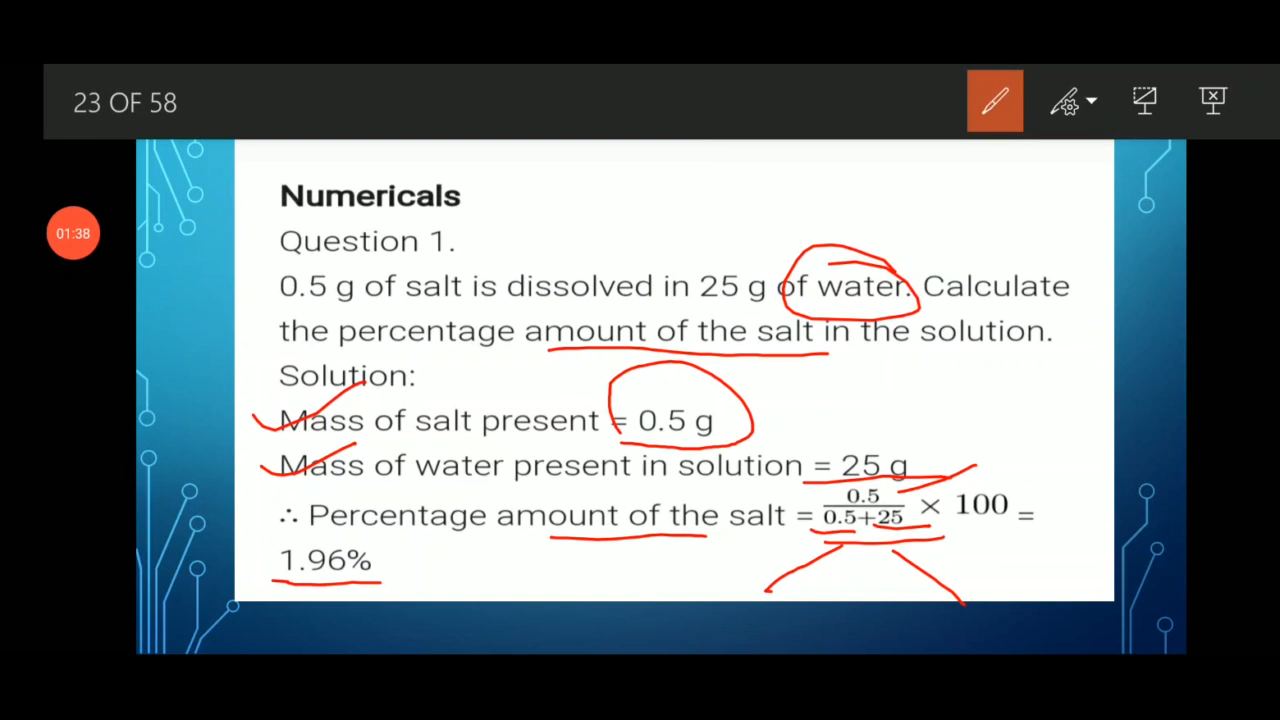 23 OF 58
01:38
Numericals
Question 1.
0.5 g of salt is dissolved in 25 g of water. Calculate
the percentage amount of the salt in the solution.
Solution:
Mass of salt present = 0.5 g
Mass of water present in solution = 25 g
∴ Percentage amount of the salt = 0.5/0.5+25 × 100 =
1.96%